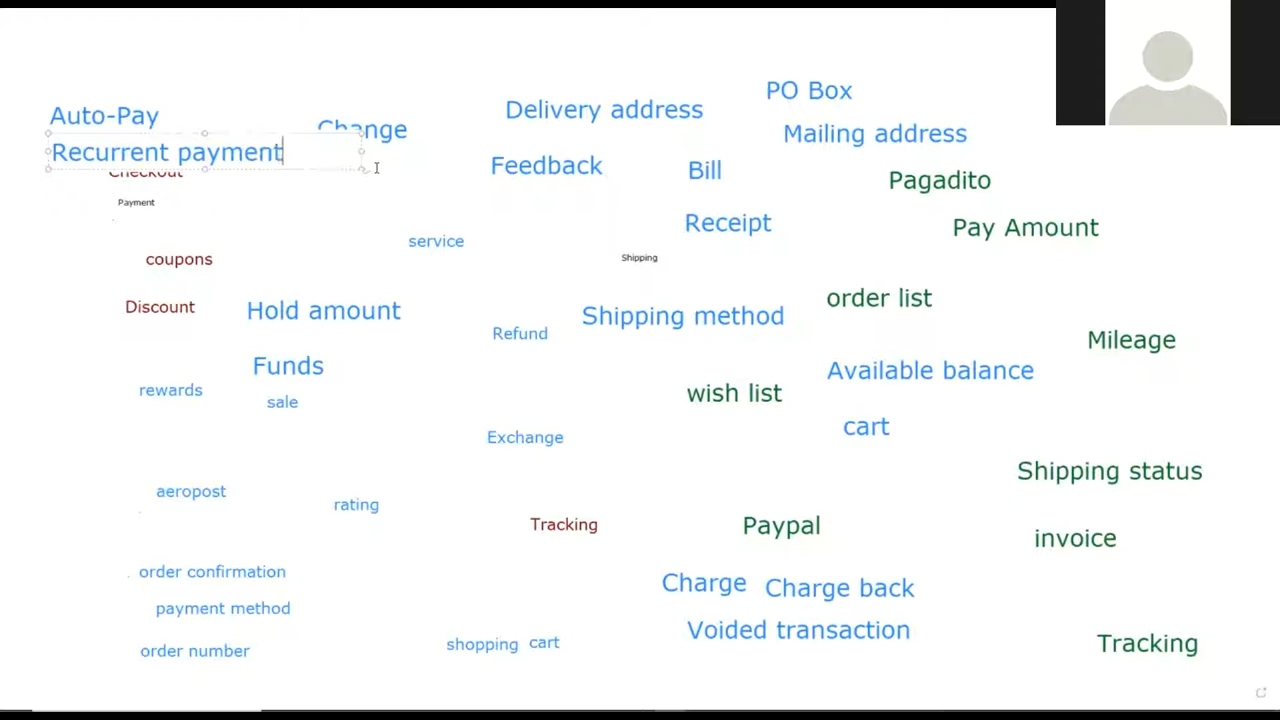 PO Box
Auto-Pay
Delivery address
Change
Mailing address
Recurrent payment
Feedback
Bill
Checkout
Pagadito
Payment
Receipt
Pay Amount
service
coupons
Shipping
order list
Discount
Hold amount
Shipping method
Refund
Mileage
Funds
Available balance
rewards
wish list
sale
cart
Exchange
Shipping status
aeropost
rating
Tracking
Paypal
invoice
order confirmation
Charge
Charge back
payment method
Voided transaction
shopping cart
Tracking
order number